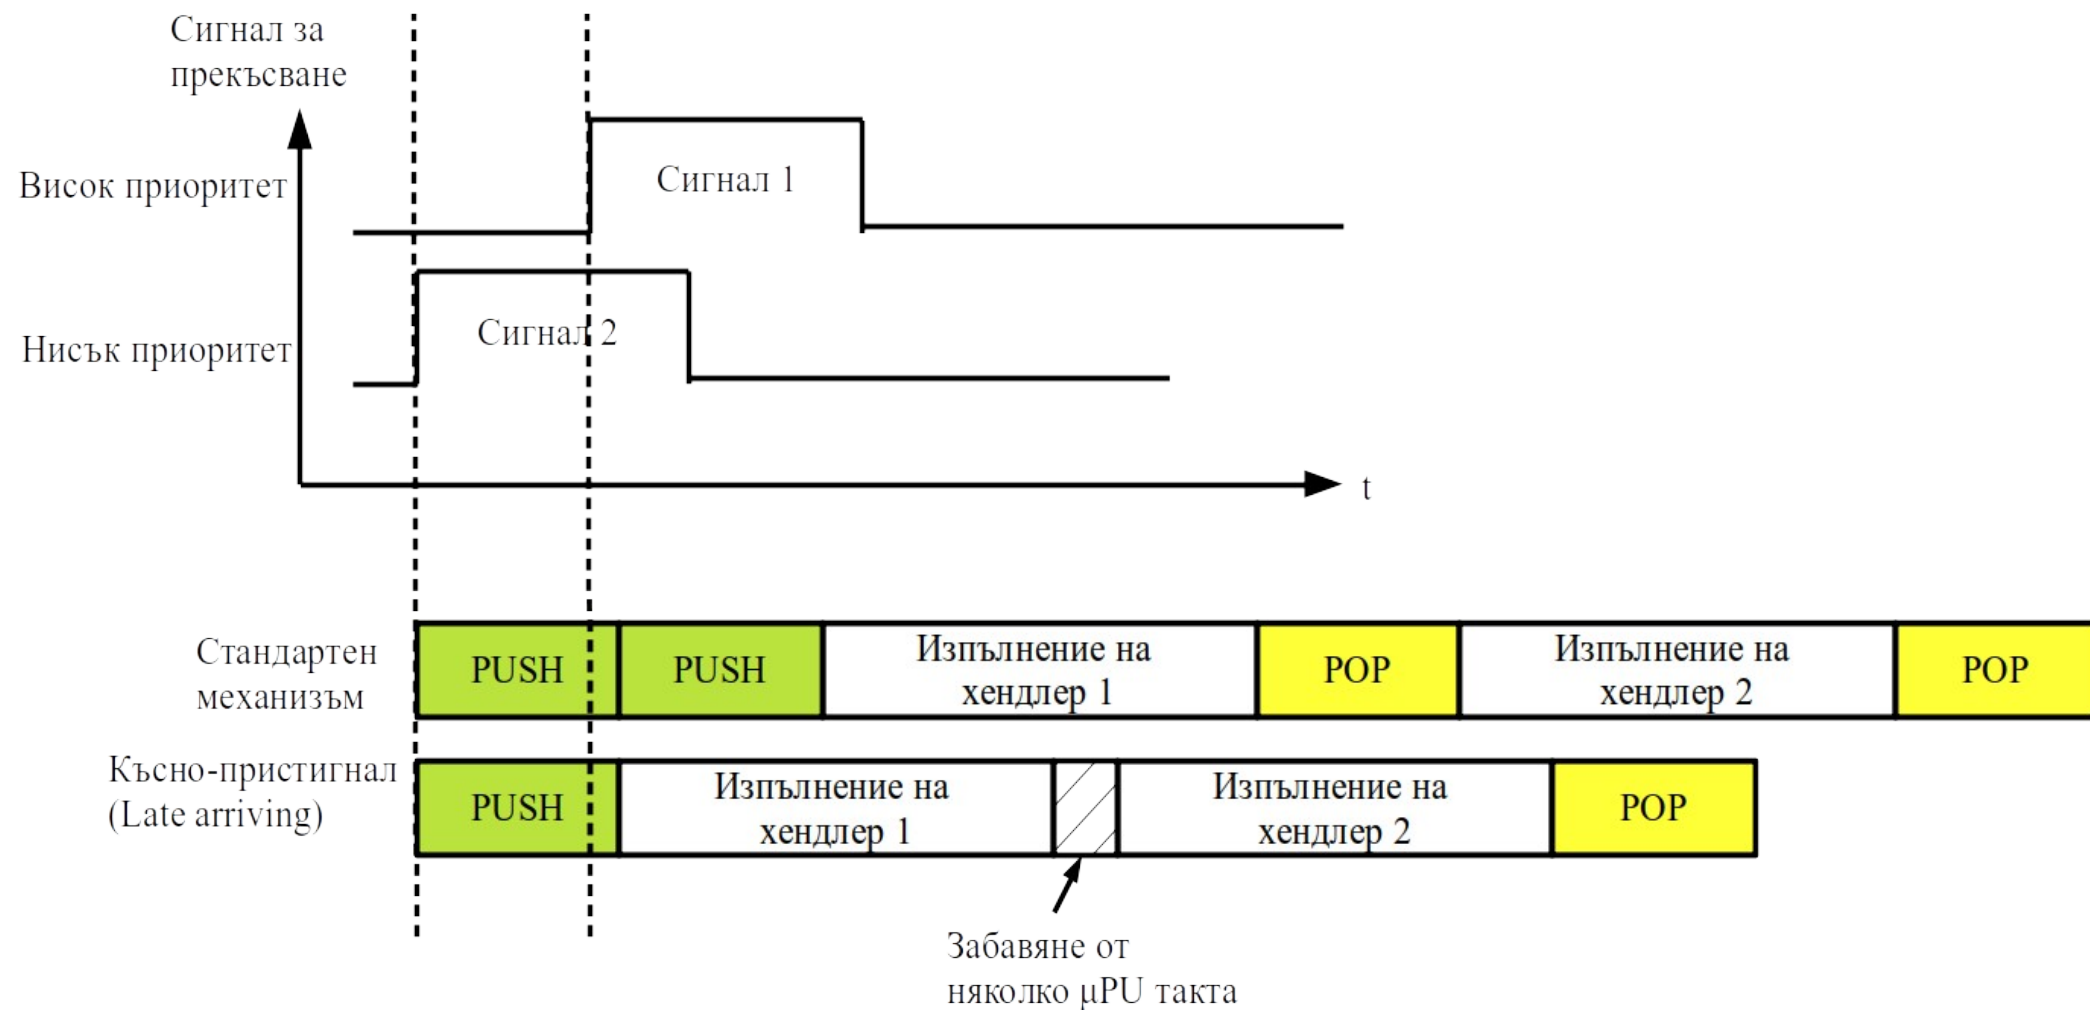 Сигнал за
прекъсване
Висок приоритет
Сигнал 1
Сигнал 2
Нисък приоритет
t
Стандартен
механизъм
PUSH
PUSH
Изпълнение на
хендлер 1
POP
Изпълнение на
хендлер 2
POP
Късно-пристигнал
(Late arriving)
PUSH
Изпълнение на
хендлер 1
Изпълнение на
хендлер 2
POP
Забавяне от
няколко μPU такта